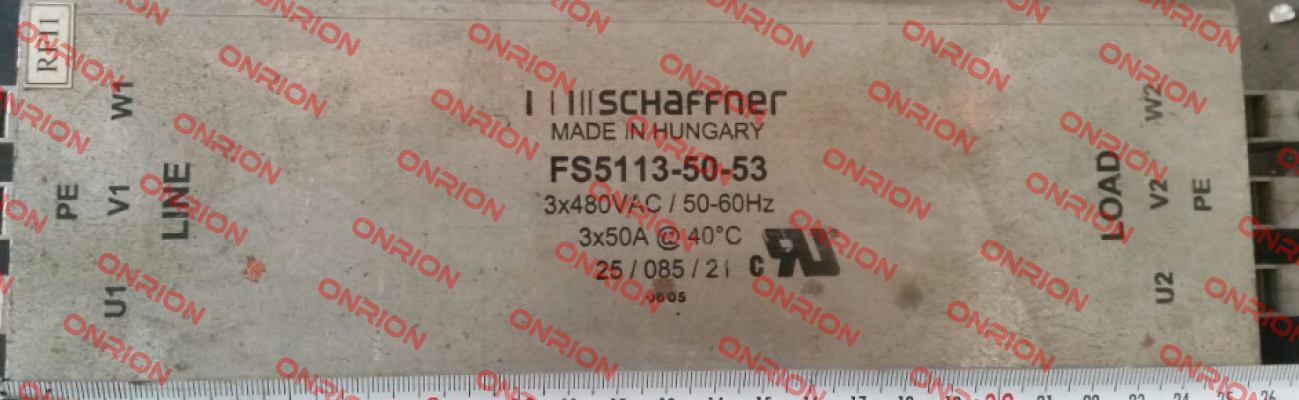 RFI1
SCHAFFNER
MADE IN HUNGARY
FS5113-50-53
3x480VAC / 50-60Hz
3x50A @ 40°C
25 / 085 / 21
0605
PE
U1 V1 W1
LINE
LOAD
U2 V2 W2
PE
ONRION